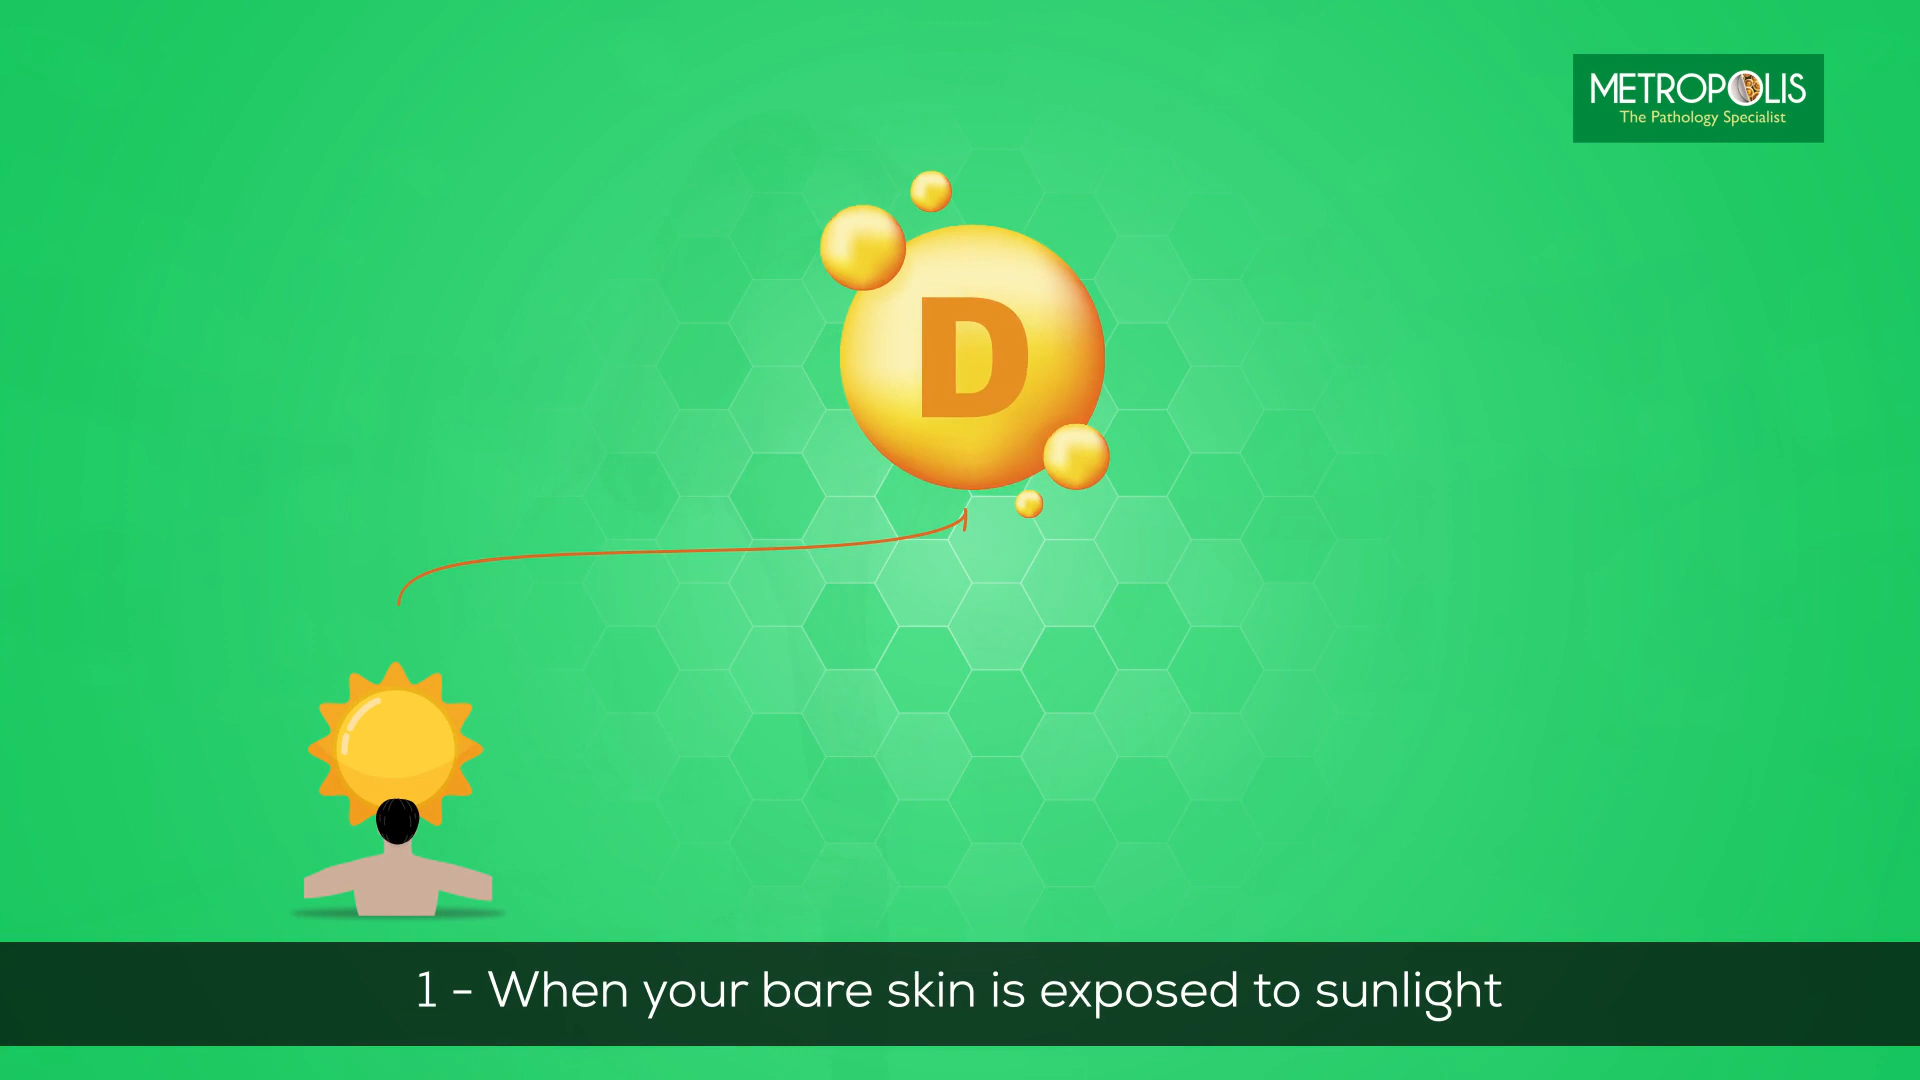 METROPOLIS
The Pathology Specialist
D
1 - When your bare skin is exposed to sunlight